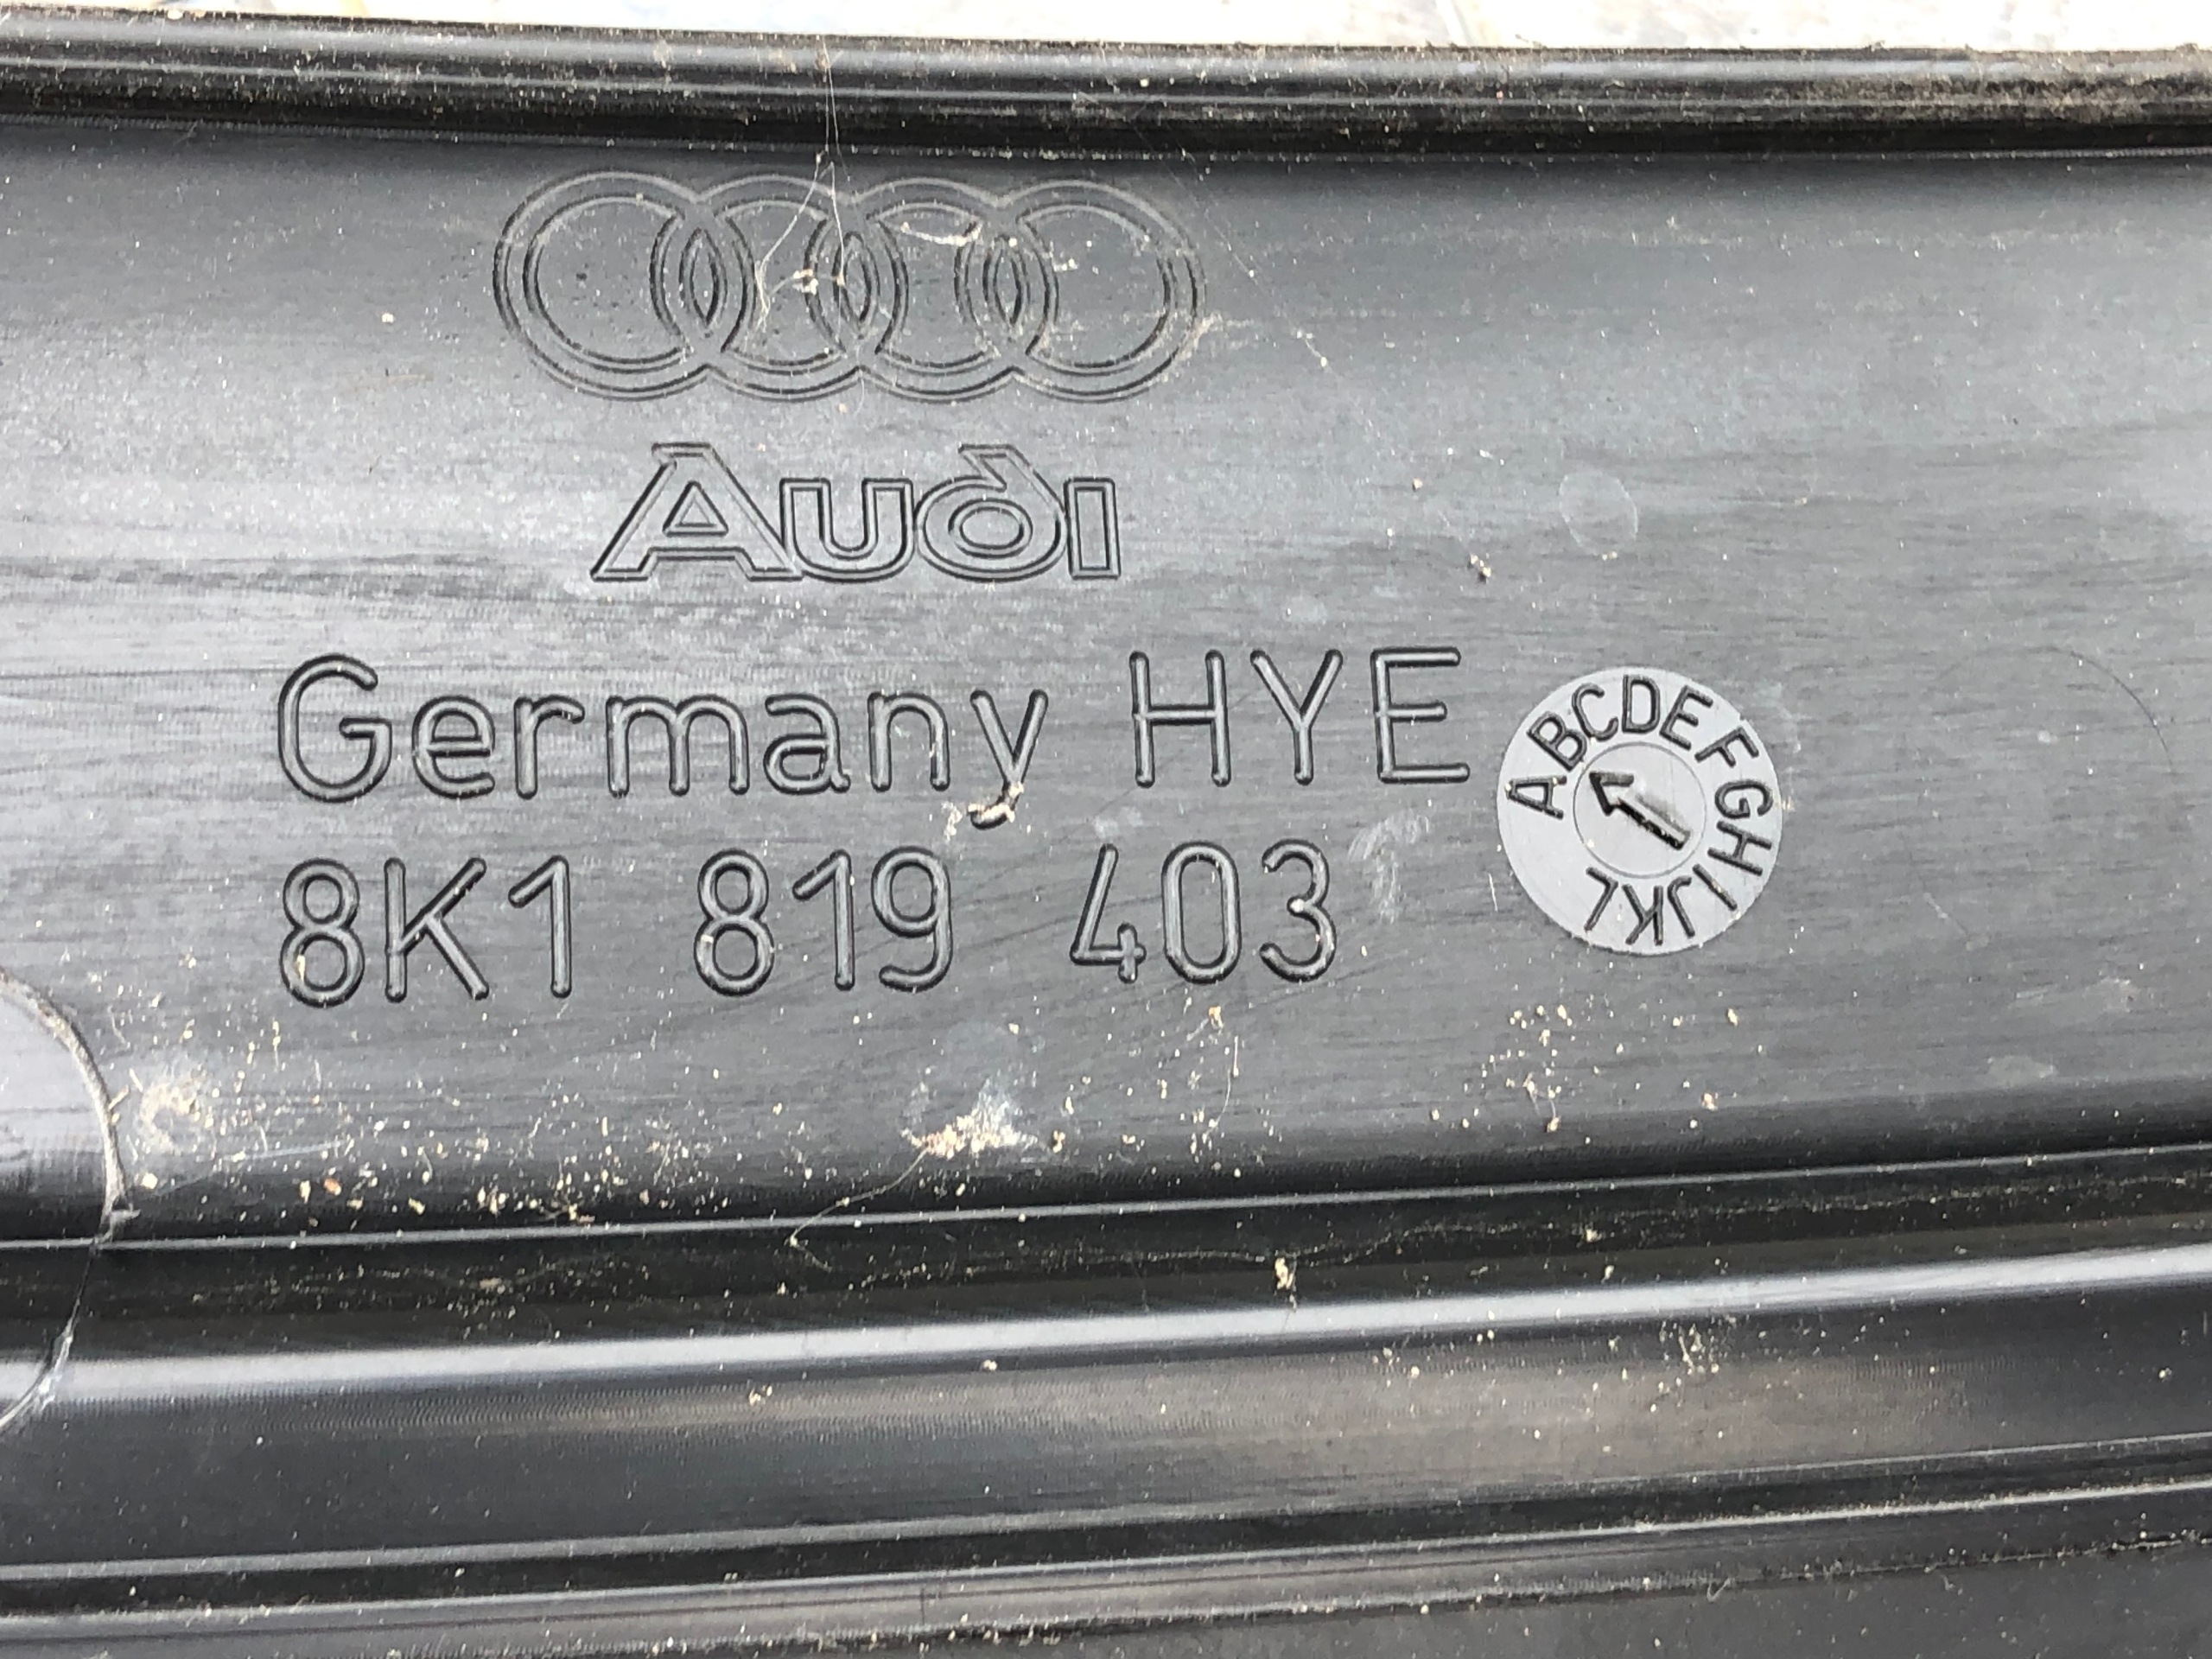 Audi
Germany HYE
8K1 819 403
ABCDEFGHIJKL